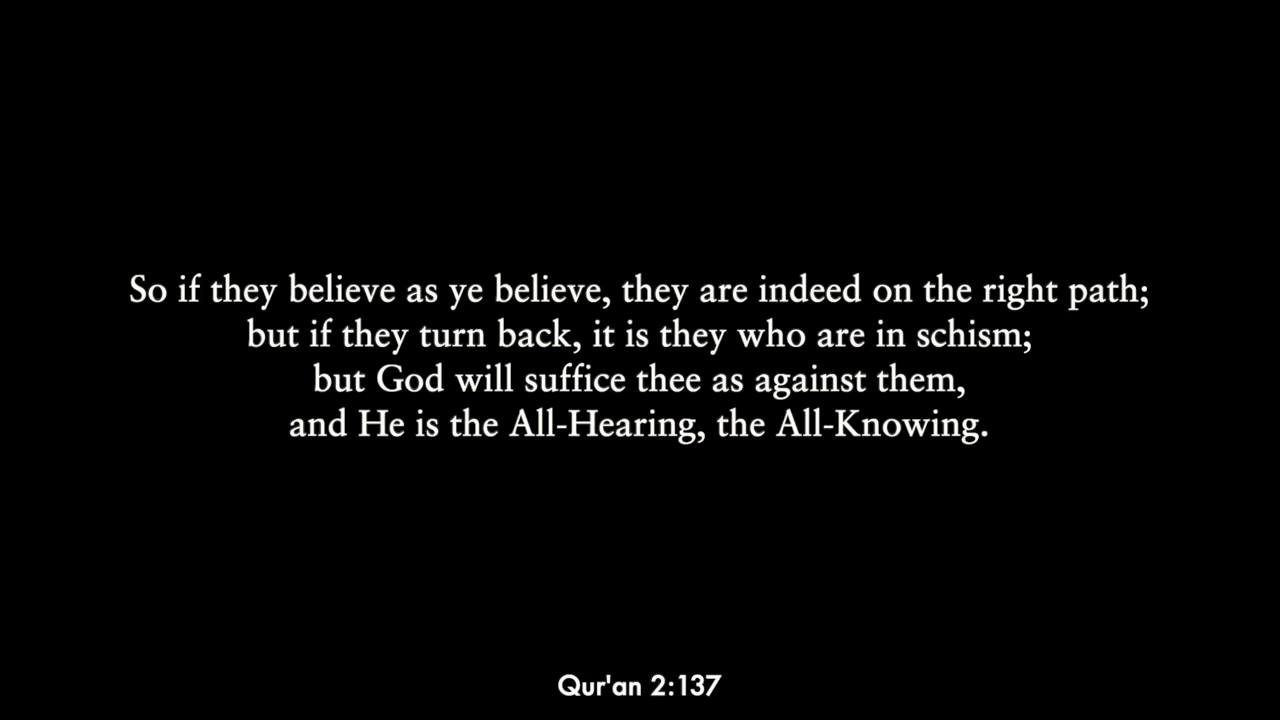 So if they believe as ye believe, they are indeed on the right path;
but if they turn back, it is they who are in schism;
but God will suffice thee as against them,
and He is the All-Hearing, the All-Knowing.
Qur'an 2:137